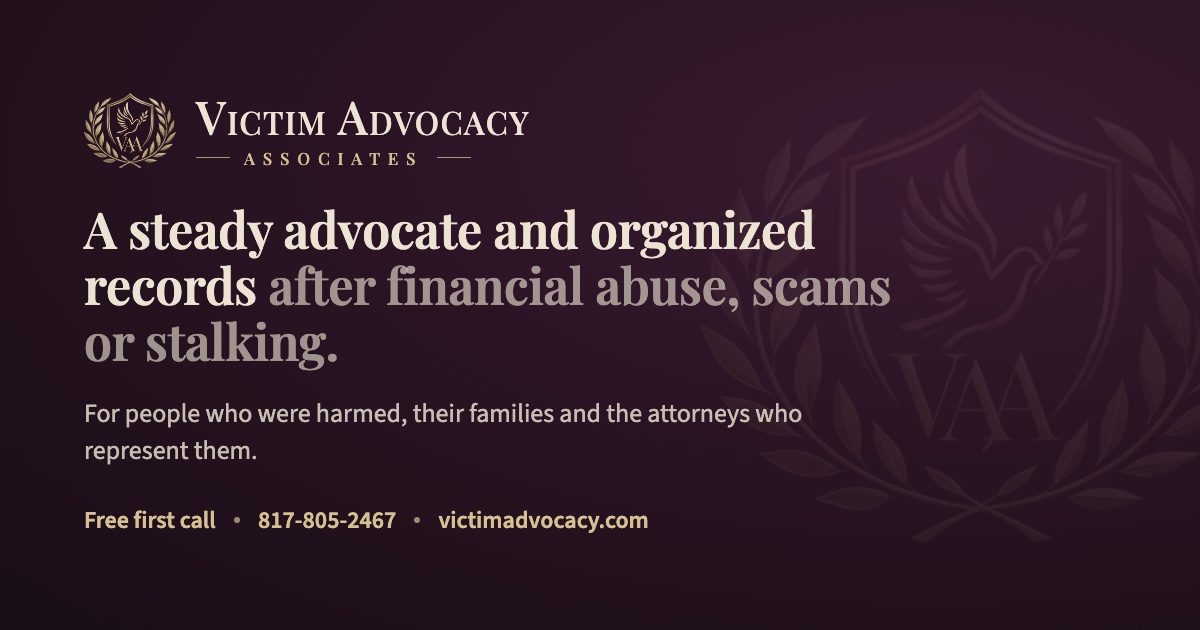 VAA
VICTIM ADVOCACY
ASSOCIATES
A steady advocate and organized
records after financial abuse, scams
or stalking.
For people who were harmed, their families and the attorneys who
represent them.
Free first call • 817-805-2467 • victimadvocacy.com
VAA